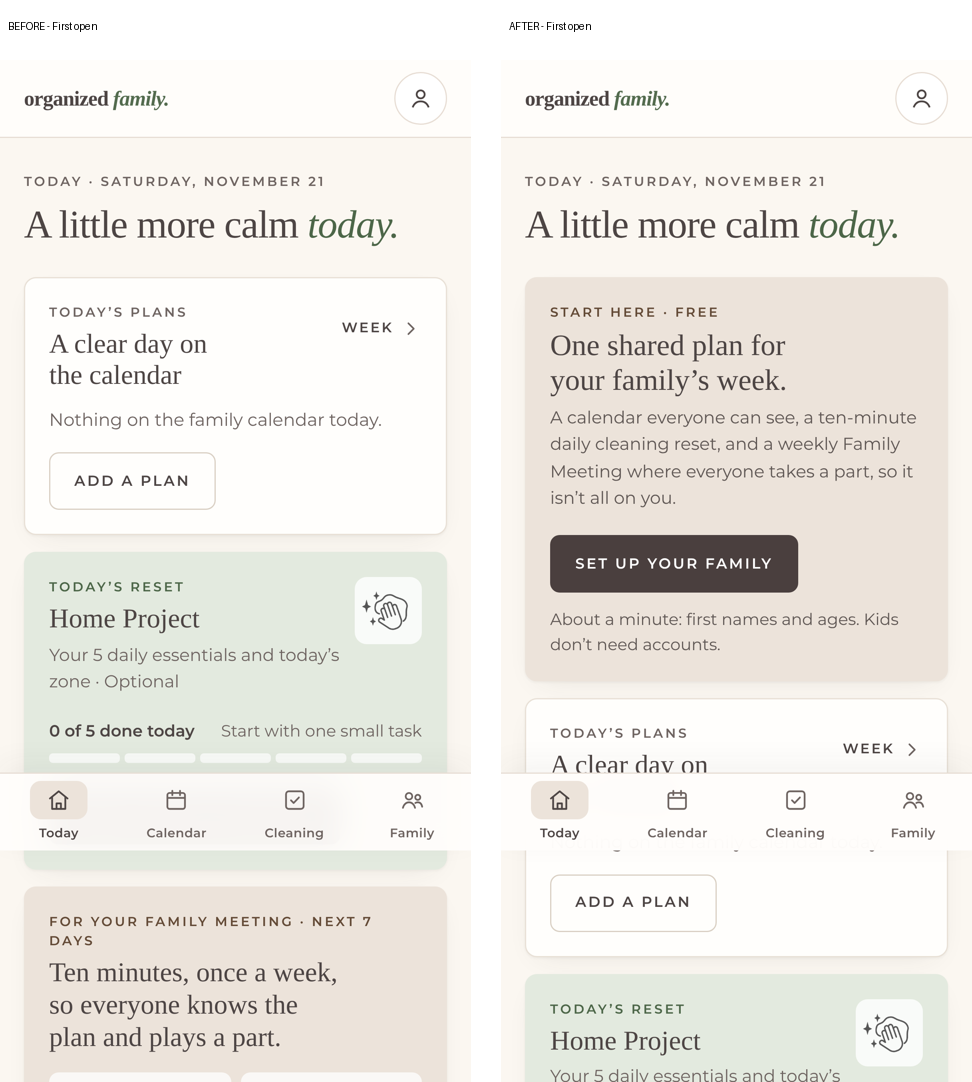 BEFORE - First open
organized family.
TODAY · SATURDAY, NOVEMBER 21
A little more calm today.
TODAY’S PLANS
WEEK
A clear day on
the calendar
Nothing on the family calendar today.
ADD A PLAN
TODAY’S RESET
Home Project
Your 5 daily essentials and today’s
zone · Optional
0 of 5 done today
Start with one small task
Today
Calendar
Cleaning
Family
FOR YOUR FAMILY MEETING · NEXT 7
DAYS
Ten minutes, once a week,
so everyone knows the
plan and plays a part.
AFTER - First open
organized family.
TODAY · SATURDAY, NOVEMBER 21
A little more calm today.
START HERE · FREE
One shared plan for
your family’s week.
A calendar everyone can see, a ten-minute
daily cleaning reset, and a weekly Family
Meeting where everyone takes a part, so it
isn’t all on you.
SET UP YOUR FAMILY
About a minute: first names and ages. Kids
don’t need accounts.
TODAY’S PLANS
WEEK
A clear day on
Today
Calendar
Cleaning
Family
ADD A PLAN
TODAY’S RESET
Home Project
Your 5 daily essentials and today’s